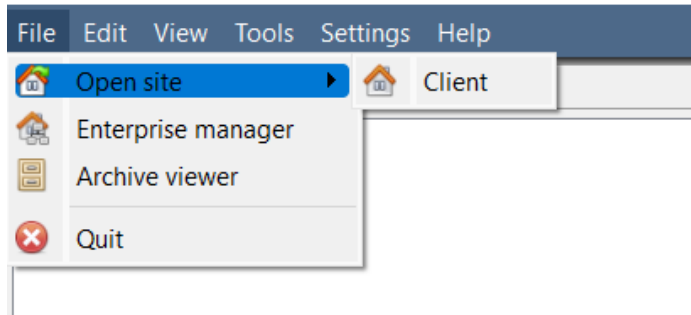 File Edit View Tools Settings Help
Open site Client
Enterprise manager
Archive viewer
Quit